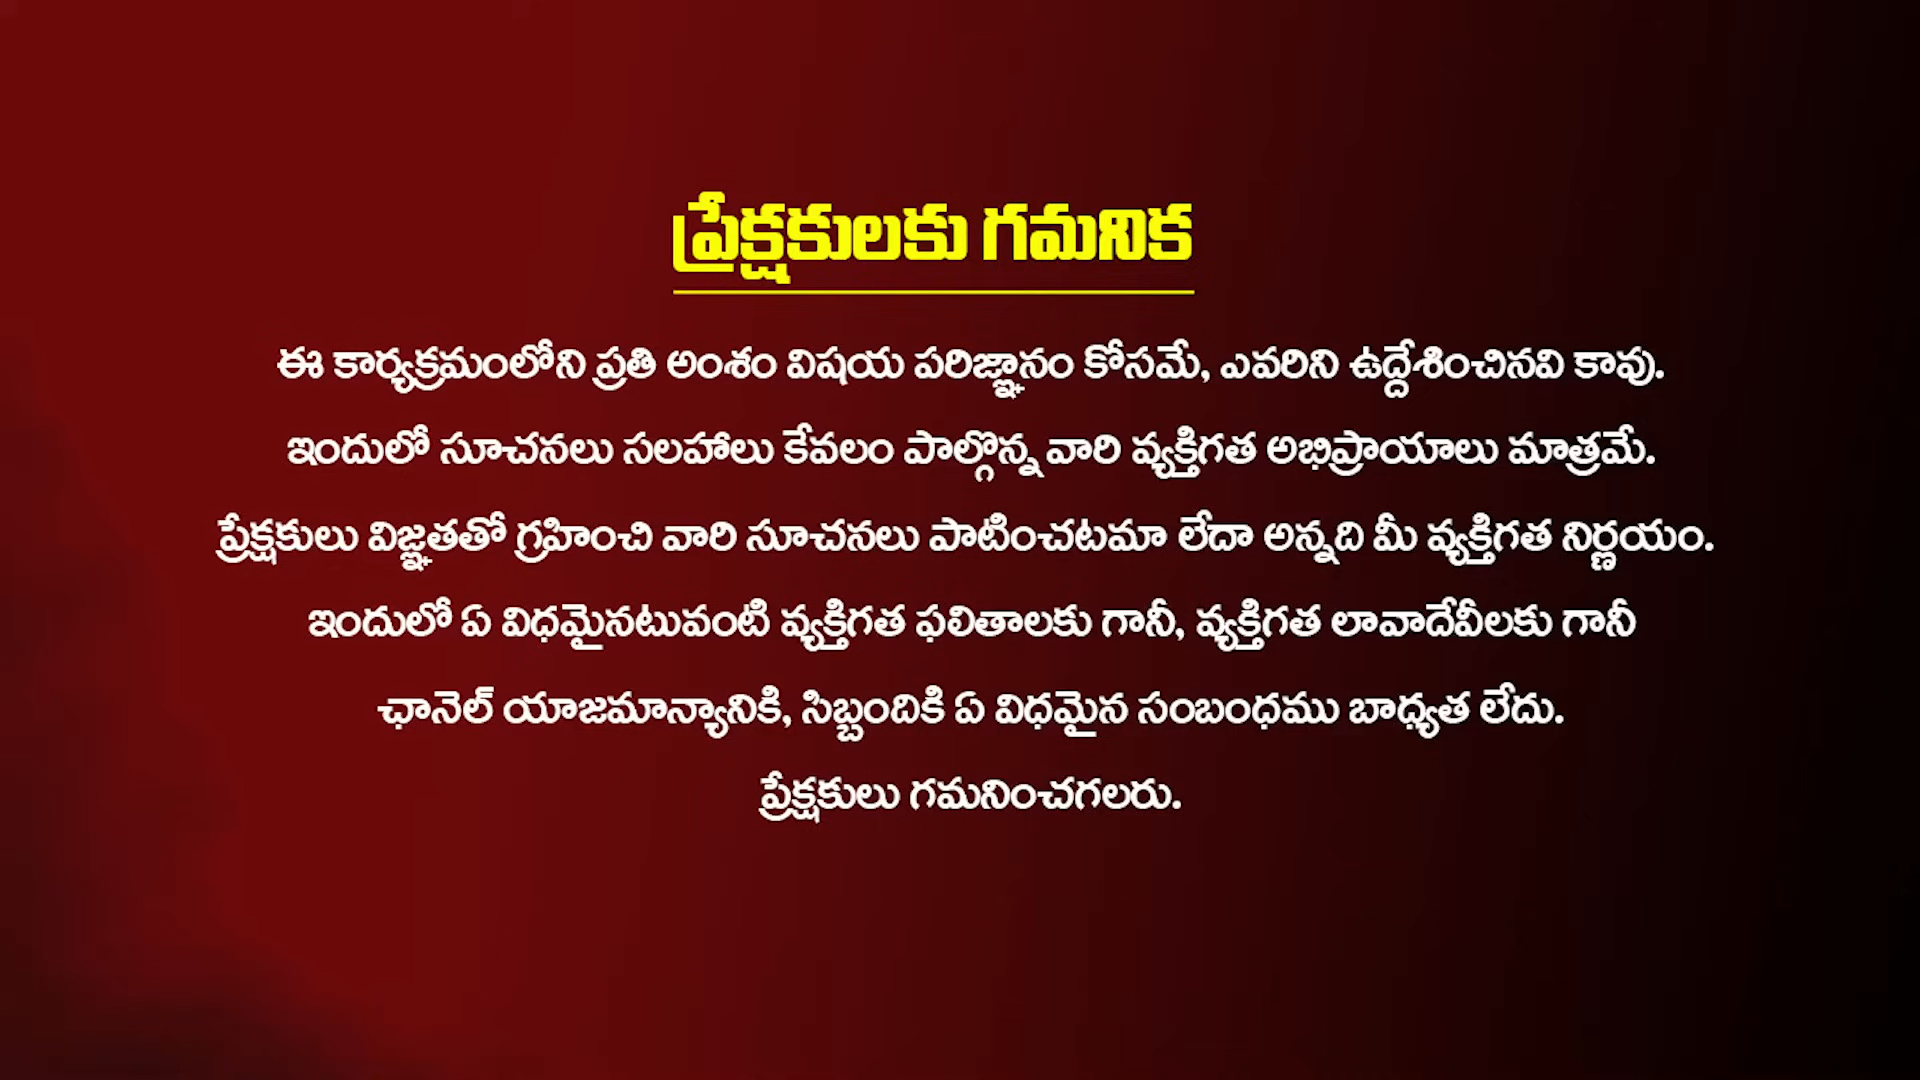 ప్రేక్షకులకు గమనిక
ఈ కార్యక్రమంలోని ప్రతి అంశం విషయ పరిజ్ఞానం కోసమే, ఎవరిని ఉద్దేశించినవి కావు.
ఇందులో సూచనలు సలహాలు కేవలం పాల్గొన్న వారి వ్యక్తిగత అభిప్రాయాలు మాత్రమే.
ప్రేక్షకులు విజ్ఞతతో గ్రహించి వారి సూచనలు పాటించటమా లేదా అన్నది మీ వ్యక్తిగత నిర్ణయం.
ఇందులో ఏ విధమైనటువంటి వ్యక్తిగత ఫలితాలకు గానీ, వ్యక్తిగత లావాదేవీలకు గానీ
ఛానెల్ యాజమాన్యానికి, సిబ్బందికి ఏ విధమైన సంబంధము బాధ్యత లేదు.
ప్రేక్షకులు గమనించగలరు.